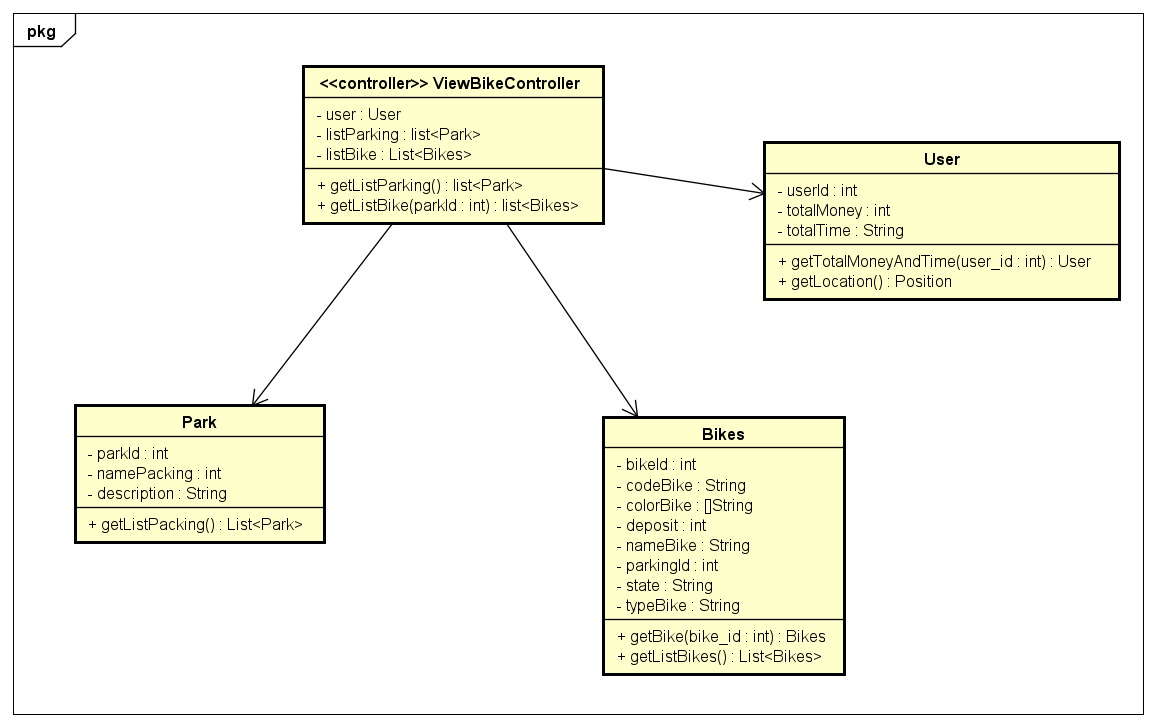 pkg
<<controller>> ViewBikeController
- user : User
- listParking : list<Park>
- listBike : List<Bikes>
+ getListParking() : list<Park>
+ getListBike(parkId : int) : list<Bikes>
User
- userId : int
- totalMoney : int
- totalTime : String
+ getTotalMoneyAndTime(user_id : int) : User
+ getLocation() : Position
Park
- parkId : int
- namePacking : int
- description : String
+ getListPacking() : List<Park>
Bikes
- bikeId : int
- codeBike : String
- colorBike : []String
- deposit : int
- nameBike : String
- parkingId : int
- state : String
- typeBike : String
+ getBike(bike_id : int) : Bikes
+ getListBikes() : List<Bikes>